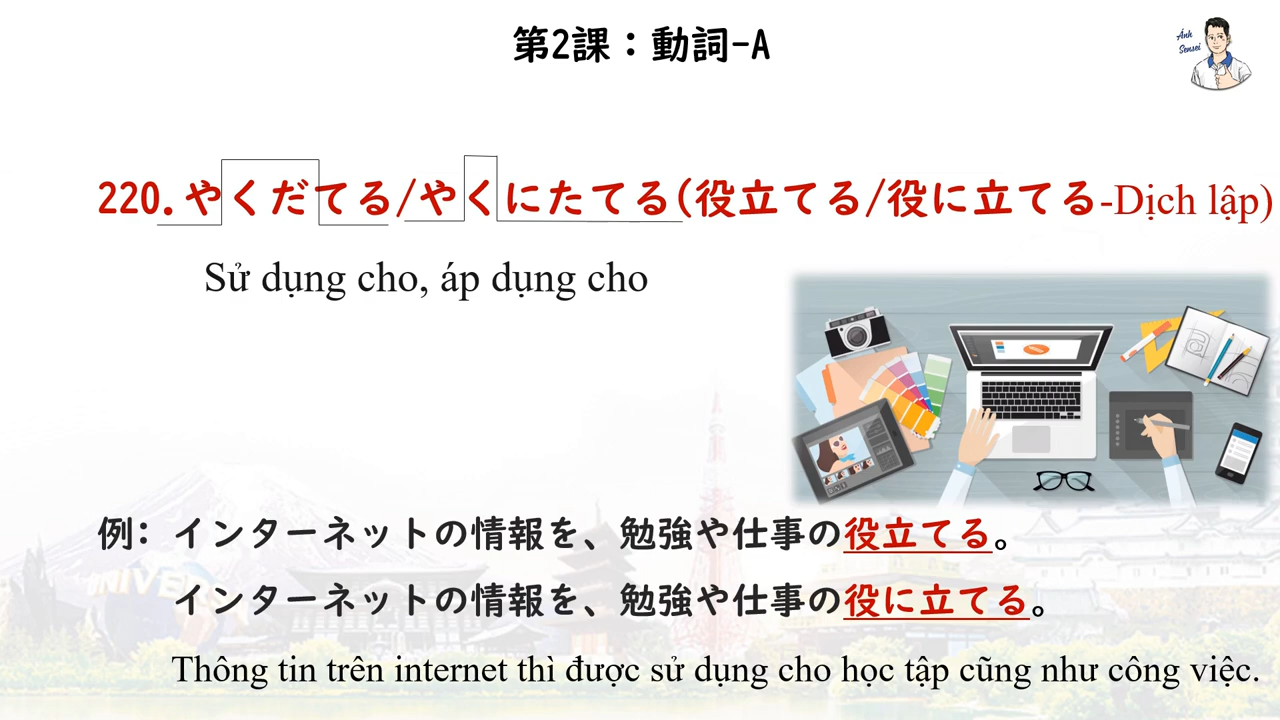 第2課：動詞-A
Ánh
Sensei
220.やくだてる/やくにたてる(役立てる/役に立てる-Dịch lập)
Sử dụng cho, áp dụng cho
例: インターネットの情報を、勉強や仕事の役立てる。
インターネットの情報を、勉強や仕事の役に立てる。
Thông tin trên internet thì được sử dụng cho học tập cũng như công việc.